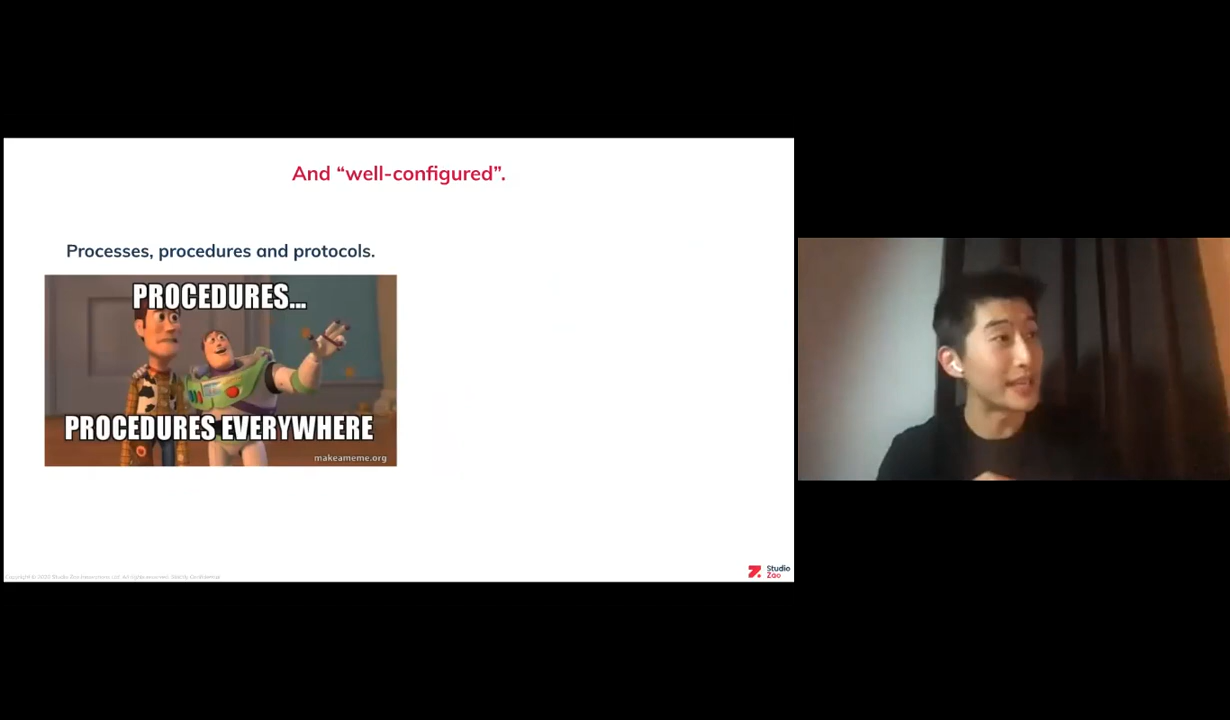 And “well-configured”.
Processes, procedures and protocols.
PROCEDURES...
PROCEDURES EVERYWHERE
makeameme.org
Studio
Zao